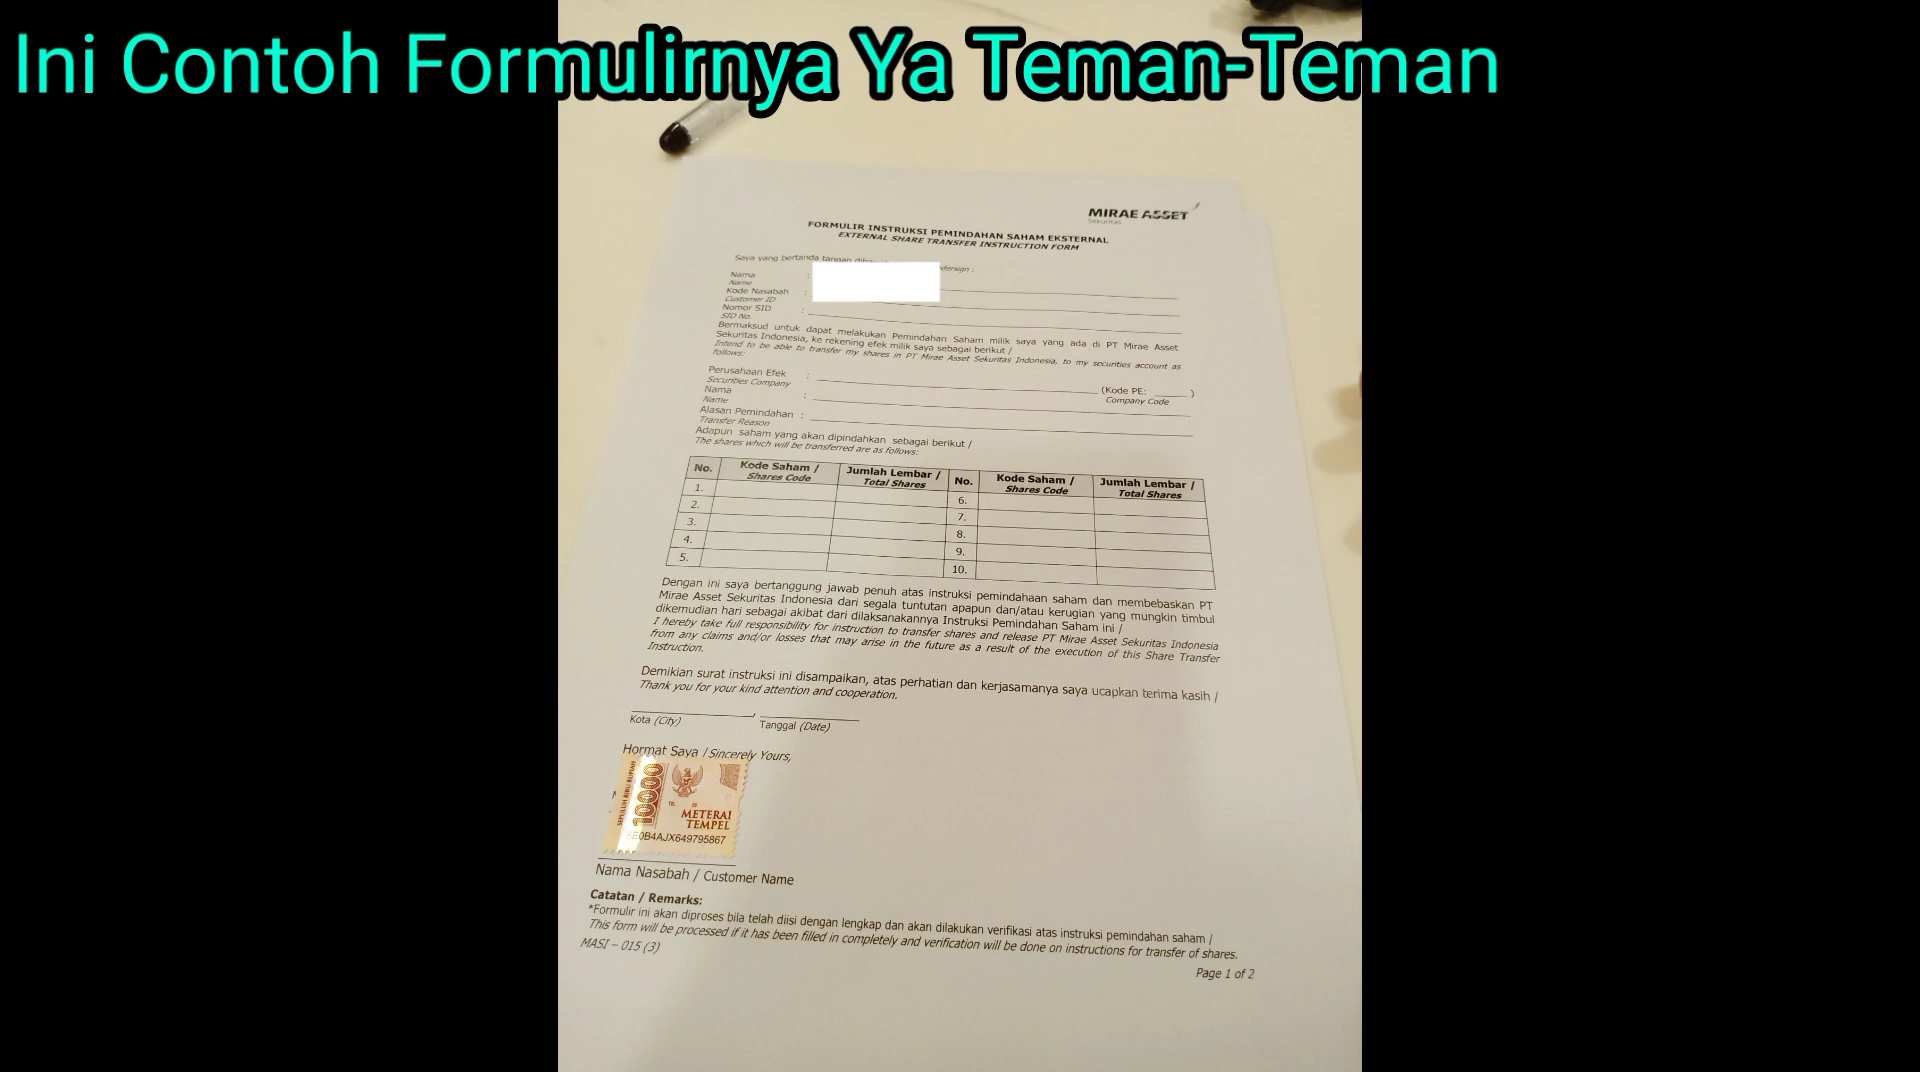 Ini Contoh Formulirnya Ya Teman-Teman
MIRAE ASSET
Sekuritas
FORMULIR INSTRUKSI PEMINDAHAN SAHAM EKSTERNAL
EXTERNAL SHARE TRANSFER INSTRUCTION FORM
Saya yang bertanda tangan
Nama :
Name
Kode Nasabah :
Customer ID
Nomor SID :
SID No.
Bermaksud untuk dapat melakukan Pemindahan Saham milik saya yang ada di PT Mirae Asset
Sekuritas Indonesia, ke rekening efek milik saya sebagai berikut /
Intend to be able to transfer my shares in PT Mirae Asset Sekuritas Indonesia, to my securities account as
follows:
Perusahaan Efek : (Kode PE: )
Securities Company Company Code
Nama :
Name
Alasan Pemindahan :
Transfer Reason
Adapun saham yang akan dipindahkan sebagai berikut /
The shares which will be transferred are as follows:
No. Kode Saham / Jumlah Lembar / No. Kode Saham / Jumlah Lembar /
Shares Code Total Shares Shares Code Total Shares
1. 6.
2. 7.
3. 8.
4. 9.
5. 10.
Dengan ini saya bertanggung jawab penuh atas instruksi pemindahaan saham dan membebaskan PT
Mirae Asset Sekuritas Indonesia dari segala tuntutan apapun dan/atau kerugian yang mungkin timbul
dikemudian hari sebagai akibat dari dilaksanakannya Instruksi Pemindahan Saham ini /
I hereby take full responsibility for instruction to transfer shares and release PT Mirae Asset Sekuritas Indonesia
from any claims and/or losses that may arise in the future as a result of the execution of this Share Transfer
Instruction.
Demikian surat instruksi ini disampaikan, atas perhatian dan kerjasamanya saya ucapkan terima kasih /
Thank you for your kind attention and cooperation.
Kota (City) , Tanggal (Date)
Hormat Saya / Sincerely Yours,
SEPULUH RIBU RUPIAH
10000
METERAI
TEMPEL
E0B4AJX649795867
Nama Nasabah / Customer Name
Catatan / Remarks:
*Formulir ini akan diproses bila telah diisi dengan lengkap dan akan dilakukan verifikasi atas instruksi pemindahan saham /
This form will be processed if it has been filled in completely and verification will be done on instructions for transfer of shares.
MASI – 015 (3)
Page 1 of 2